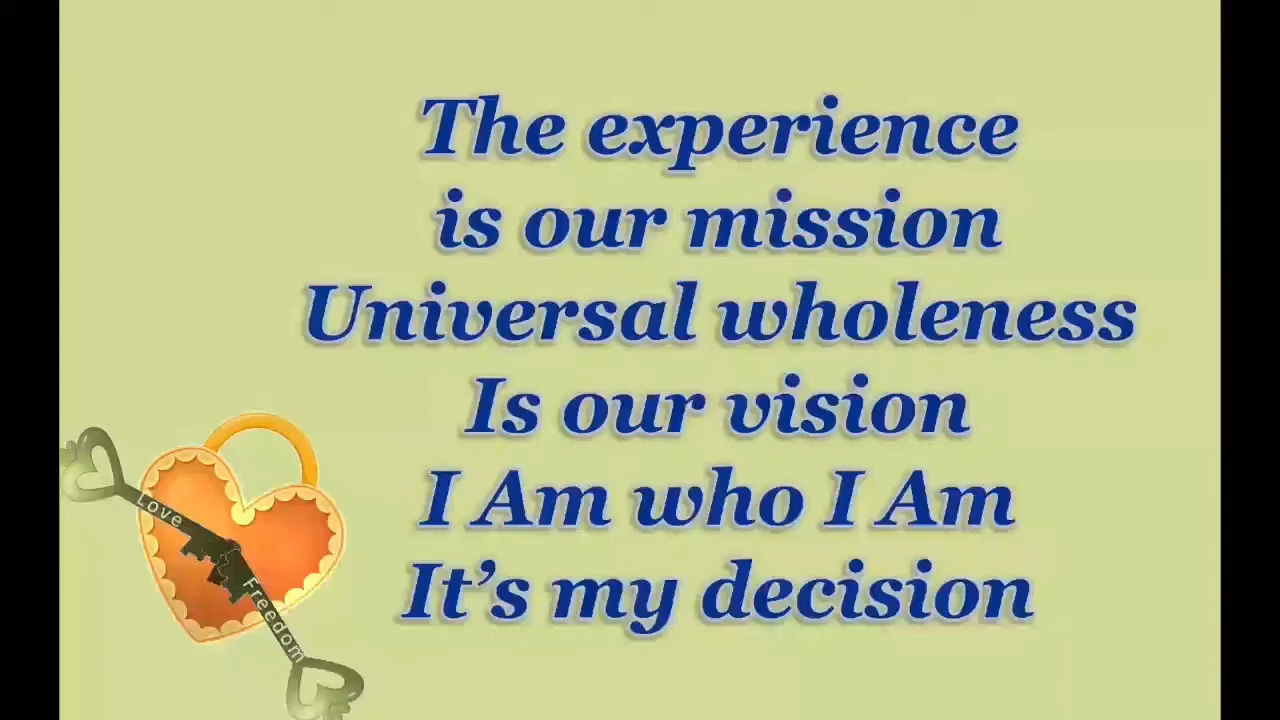 The experience
is our mission
Universal wholeness
Is our vision
I Am who I Am
It’s my decision
Love
Freedom